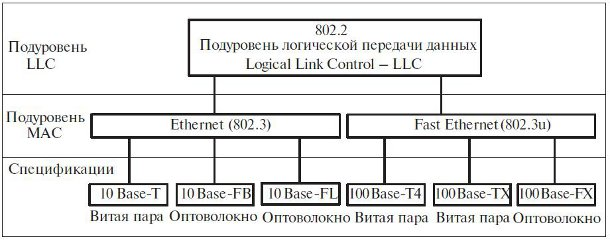 802.2
Подуровень логической передачи данных
Logical Link Control – LLC
Подуровень
LLC
Подуровень
MAC
Ethernet (802.3)
Fast Ethernet (802.3u)
Спецификации
10 Base-T
10 Base-FB
10 Base-FL
100 Base-T4
100 Base-TX
100 Base-FX
Витая пара
Оптоволокно
Оптоволокно
Витая пара
Витая пара
Оптоволокно